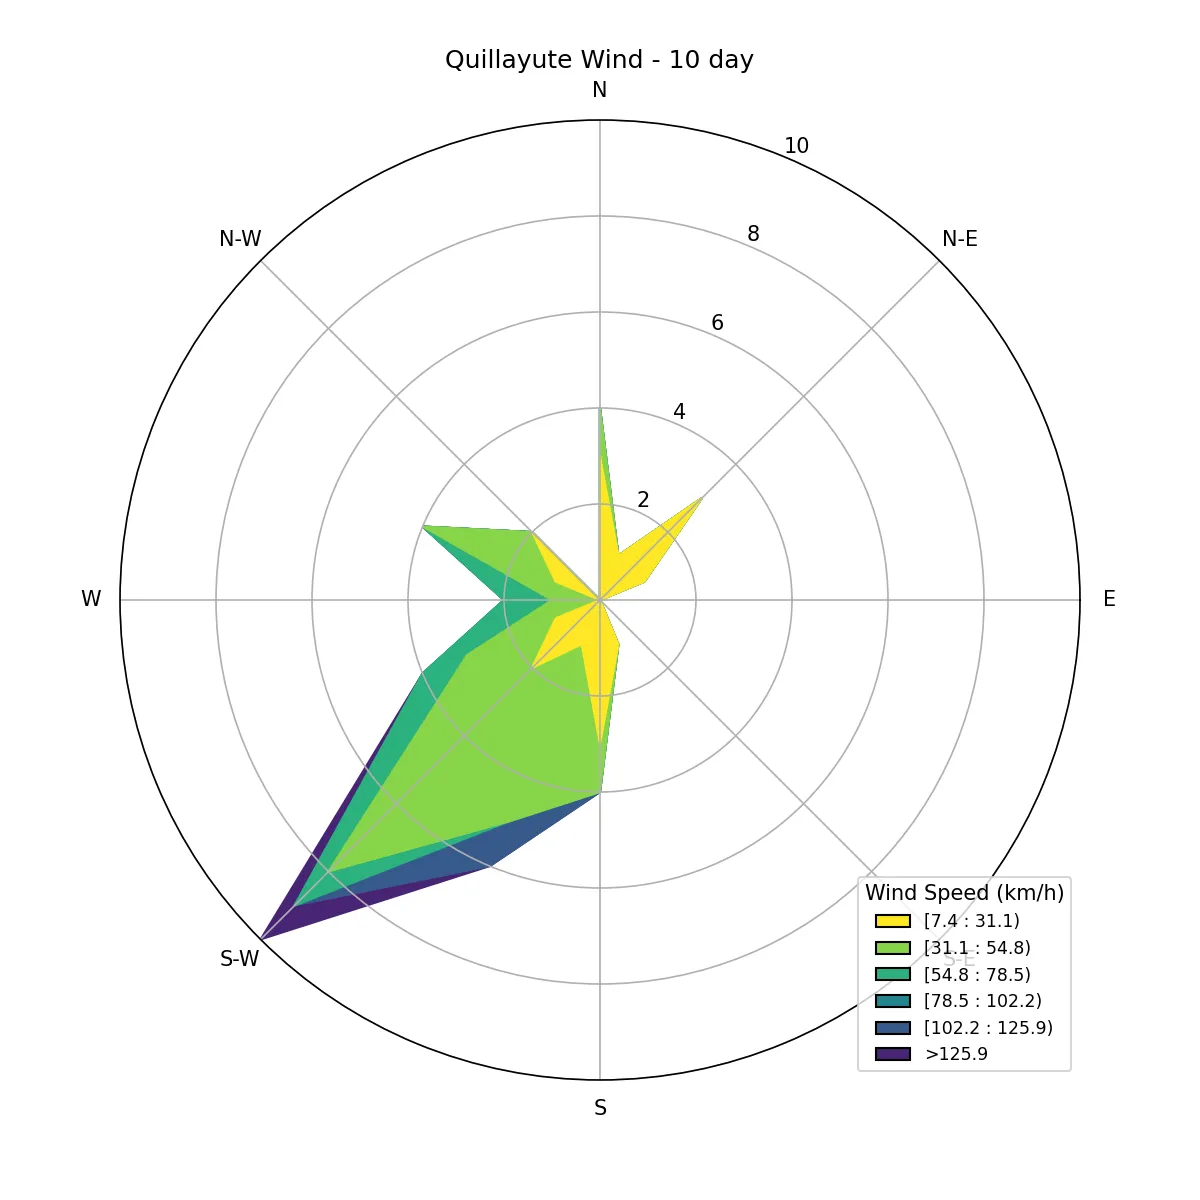 Quillayute Wind - 10 day
N
10
N-W
8
N-E
6
4
2
W
E
S-W
S-E
S
Wind Speed (km/h)
[7.4 : 31.1)
[31.1 : 54.8)
[54.8 : 78.5)
[78.5 : 102.2)
[102.2 : 125.9)
>125.9